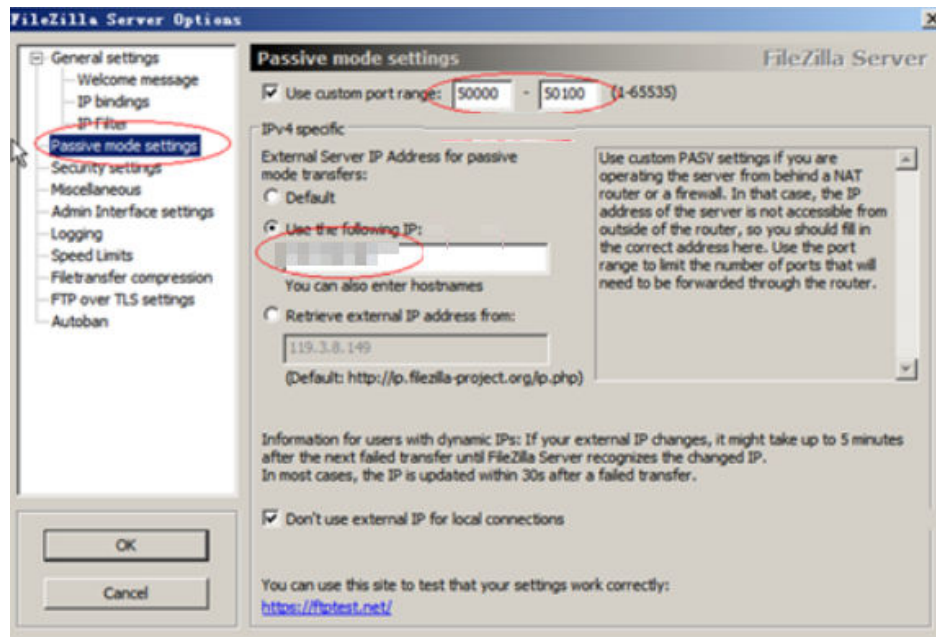 FileZilla Server Options
General settings
Welcome message
IP bindings
IP Filter
Passive mode settings
Security settings
Miscellaneous
Admin Interface settings
Logging
Speed Limits
Filetransfer compression
FTP over TLS settings
Autoban
OK
Cancel
Passive mode settings
FileZilla Server
Use custom port range: 50000 - 50100 (1-65535)
IPv4 specific
External Server IP Address for passive
mode transfers:
Default
Use the following IP:
You can also enter hostnames
Retrieve external IP address from:
119.3.8.149
(Default: http://ip.filezilla-project.org/ip.php)
Use custom PASV settings if you are
operating the server from behind a NAT
router or a firewall. In that case, the IP
address of the server is not accessible from
outside of the router, so you should fill in
the correct address here. Use the port
range to limit the number of ports that will
need to be forwarded through the router.
Information for users with dynamic IPs: If your external IP changes, it might take up to 5 minutes
after the next failed transfer until FileZilla Server recognizes the changed IP.
In most cases, the IP is updated within 30s after a failed transfer.
Don't use external IP for local connections
You can use this site to test that your settings work correctly:
https://ftptest.net/